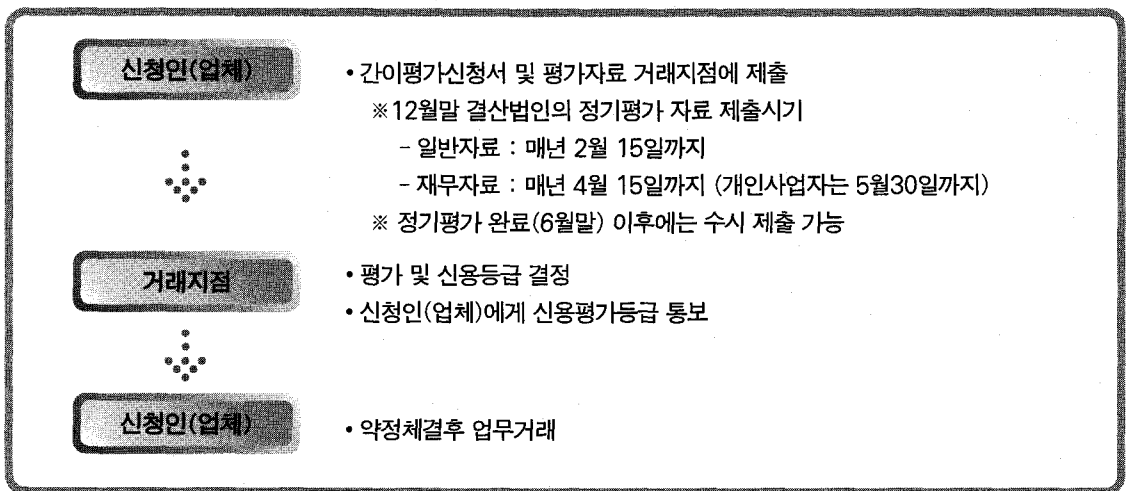 신청인(업체)
• 간이평가신청서 및 평가자료 거래지점에 제출
※12월말 결산법인의 정기평가 자료 제출시기
- 일반자료 : 매년 2월 15일까지
- 재무자료 : 매년 4월 15일까지 (개인사업자는 5월30일까지)
※ 정기평가 완료(6월말) 이후에는 수시 제출 가능
거래지점
• 평가 및 신용등급 결정
• 신청인(업체)에게 신용평가등급 통보
신청인(업체)
• 약정체결후 업무거래